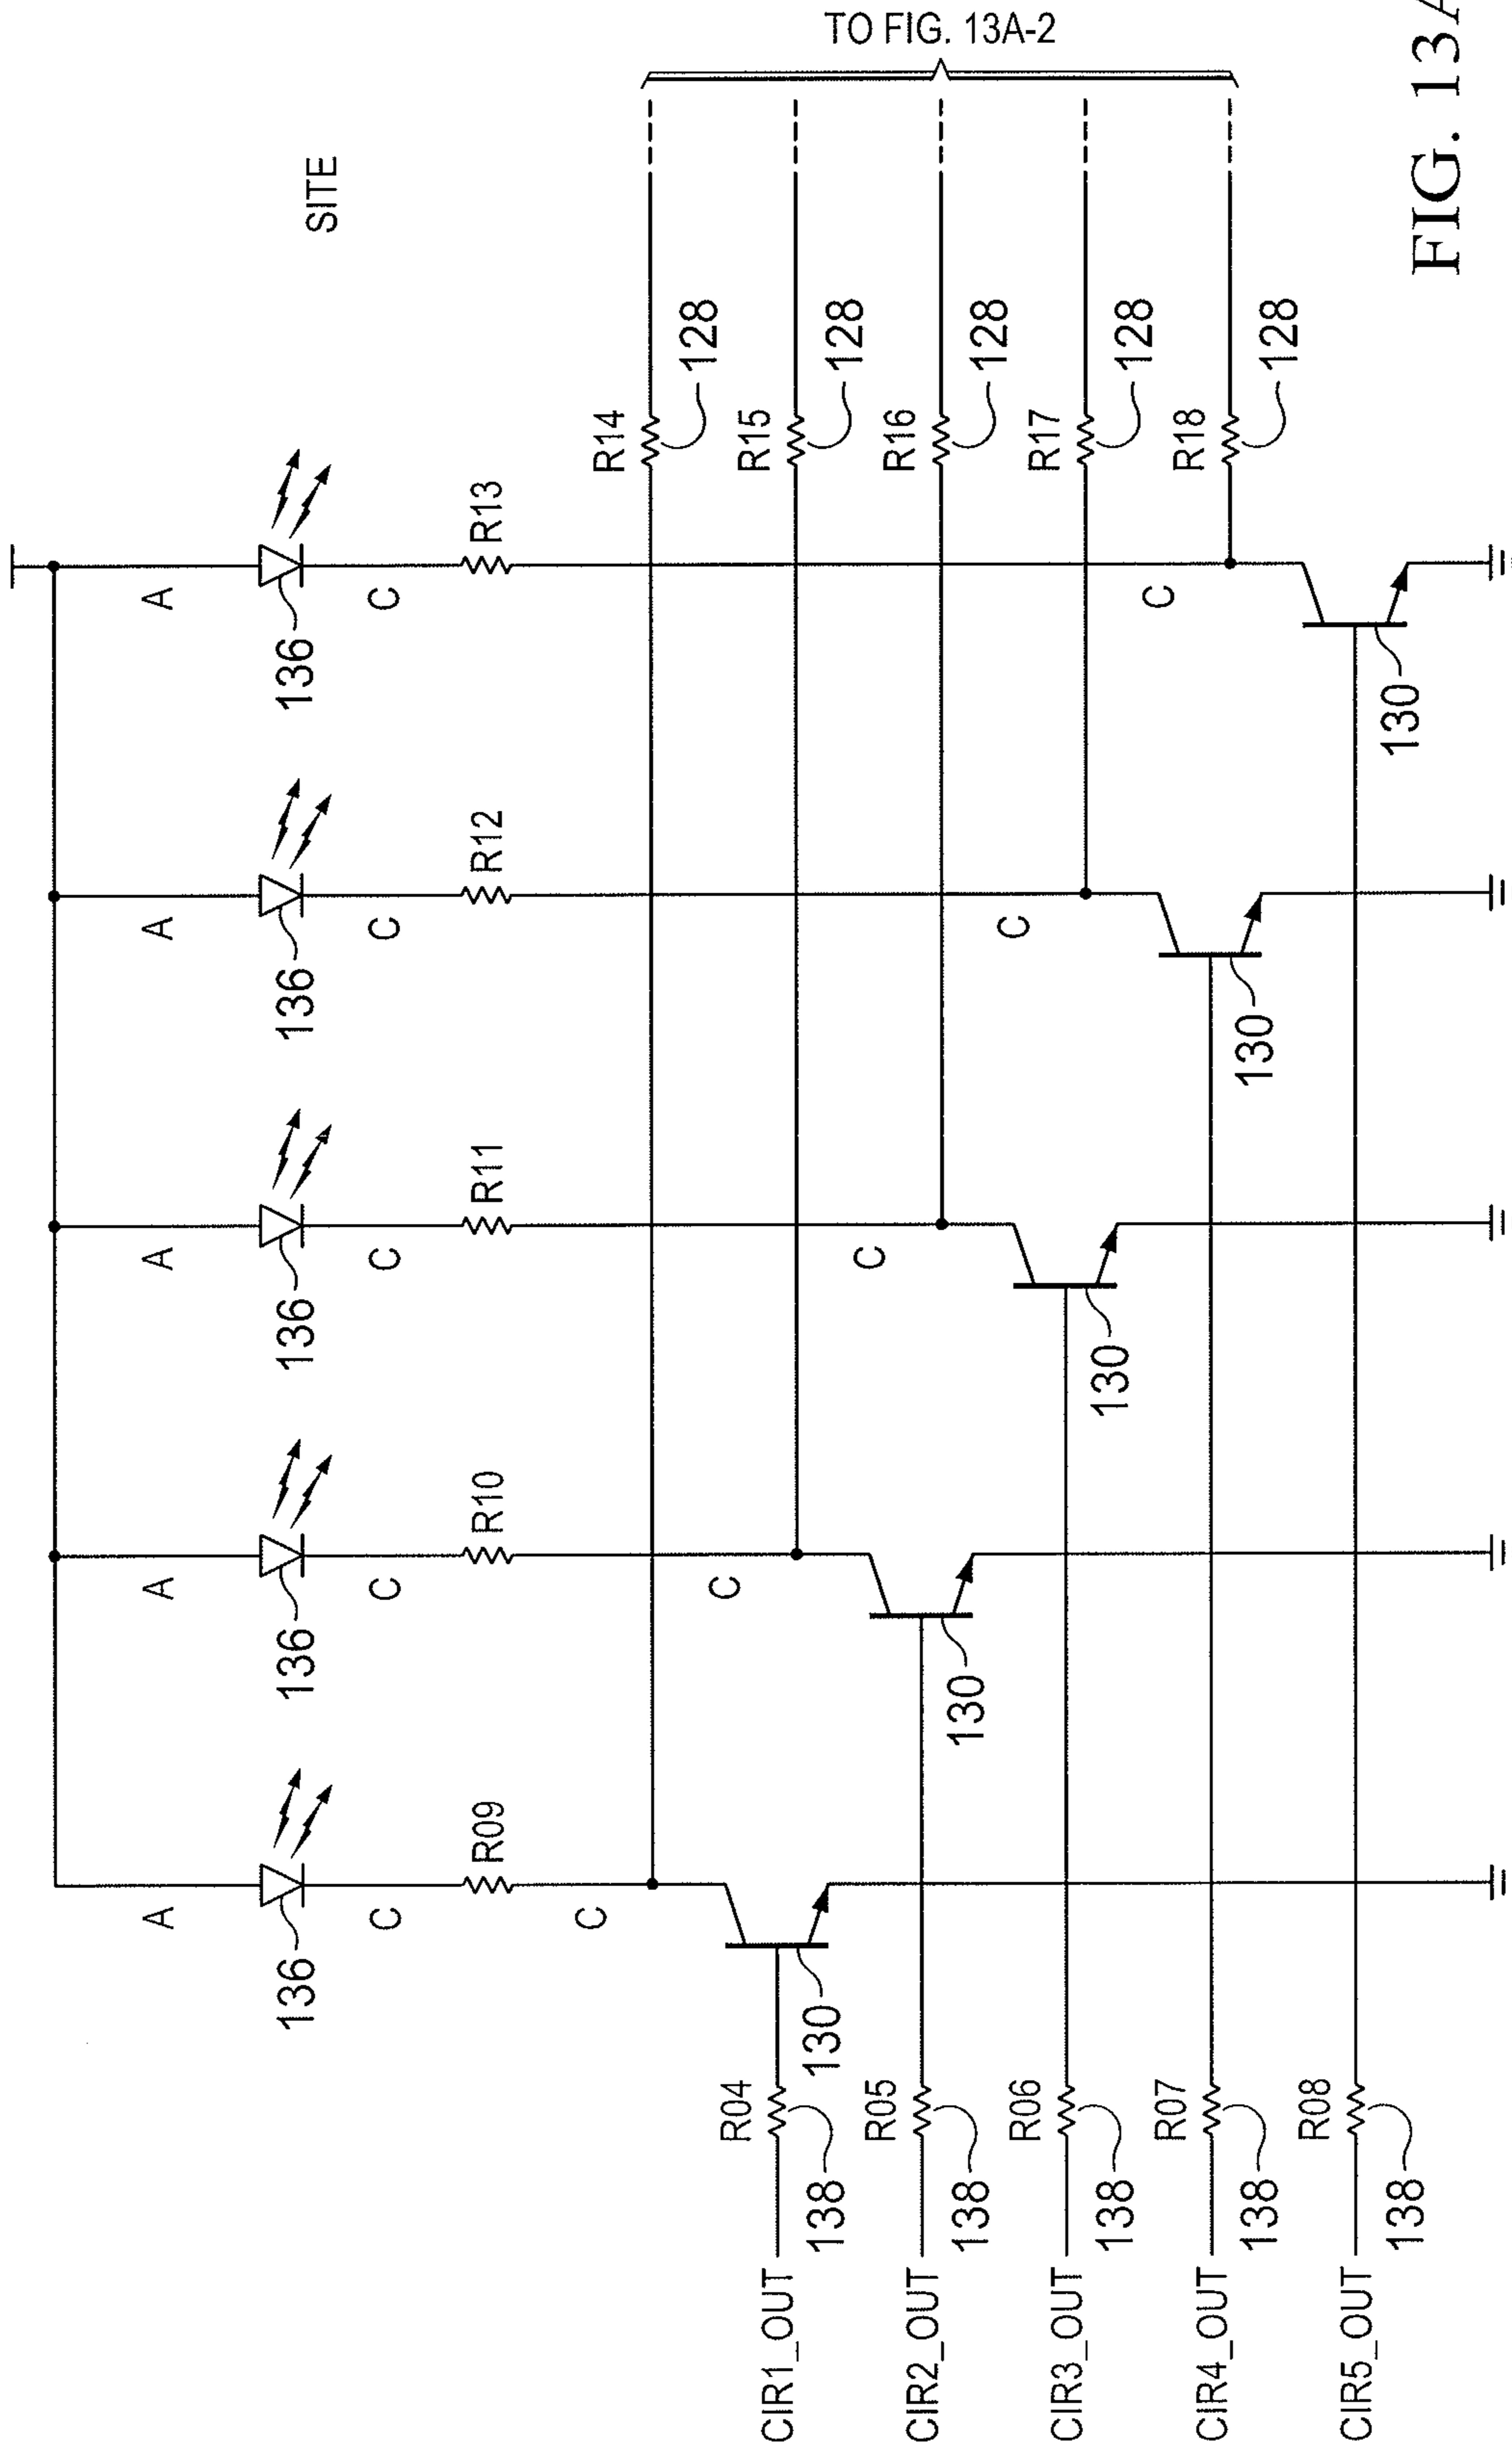 TO FIG. 13A-2
SITE
A
A
A
A
A
136
136
136
136
136
C
C
C
C
C
R09
R10
R11
R12
R13
C
C
C
C
C
R14
128
R15
128
R16
128
R17
128
R18
128
CIR1_OUT
R04
138
130
CIR2_OUT
R05
138
130
CIR3_OUT
R06
138
130
CIR4_OUT
R07
138
130
CIR5_OUT
R08
138
130
FIG. 13A